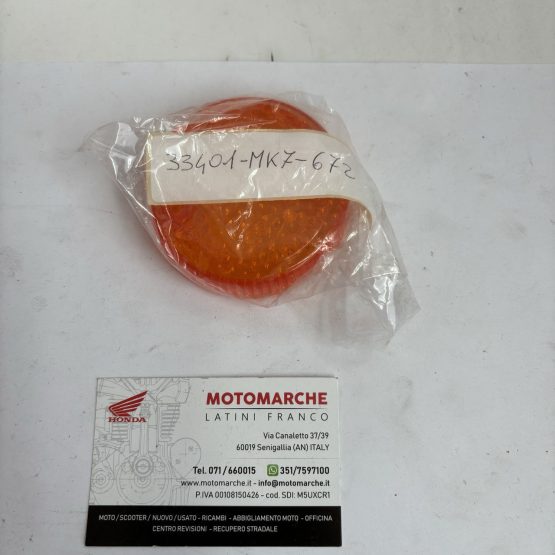 33401-MK7-672
MOTOMARCHE
LATINI FRANCO
HONDA
Via Canaletto 37/39
60019 Senigallia (AN) ITALY
Tel. 071 / 660015 351/7597100
www.motomarche.it - info@motomarche.it
P.IVA 00108150426 - cod. SDI: M5UXCR1
MOTO / SCOOTER / NUOVO / USATO - RICAMBI - ABBIGLIAMENTO MOTO - OFFICINA
CENTRO REVISIONI - RECUPERO STRADALE